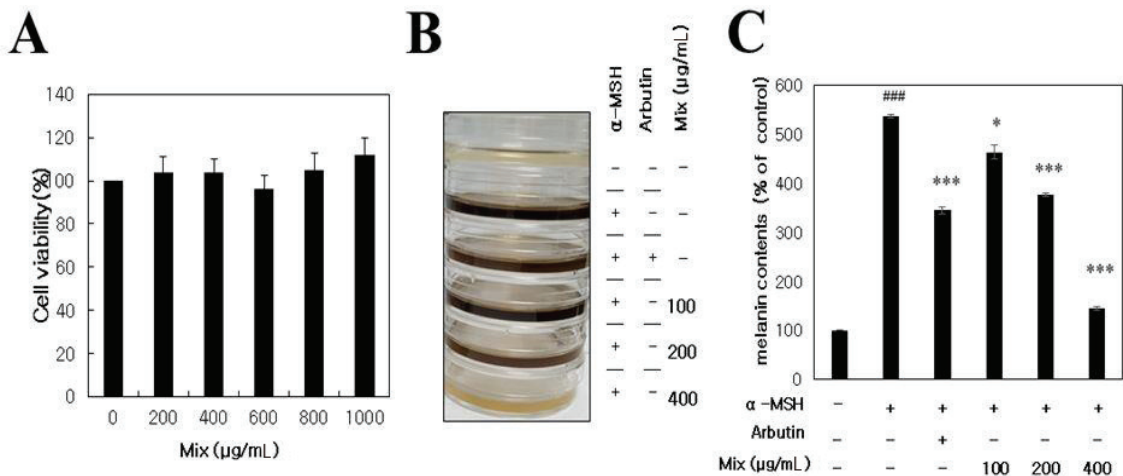 A
140
120
100
80
60
40
20
0
Cell viability(%)
0 200 400 600 800 1000
Mix (µg/mL)
B
α-MSH Arbutin Mix (µg/mL)
− − −
+ − −
+ + −
+ − 100
+ − 200
+ − 400
C
600
500
400
300
200
100
0
melanin contents (% of control)
###
***
*
***
***
α-MSH − + + + + +
Arbutin − − + − − −
Mix (µg/mL) − − − 100 200 400